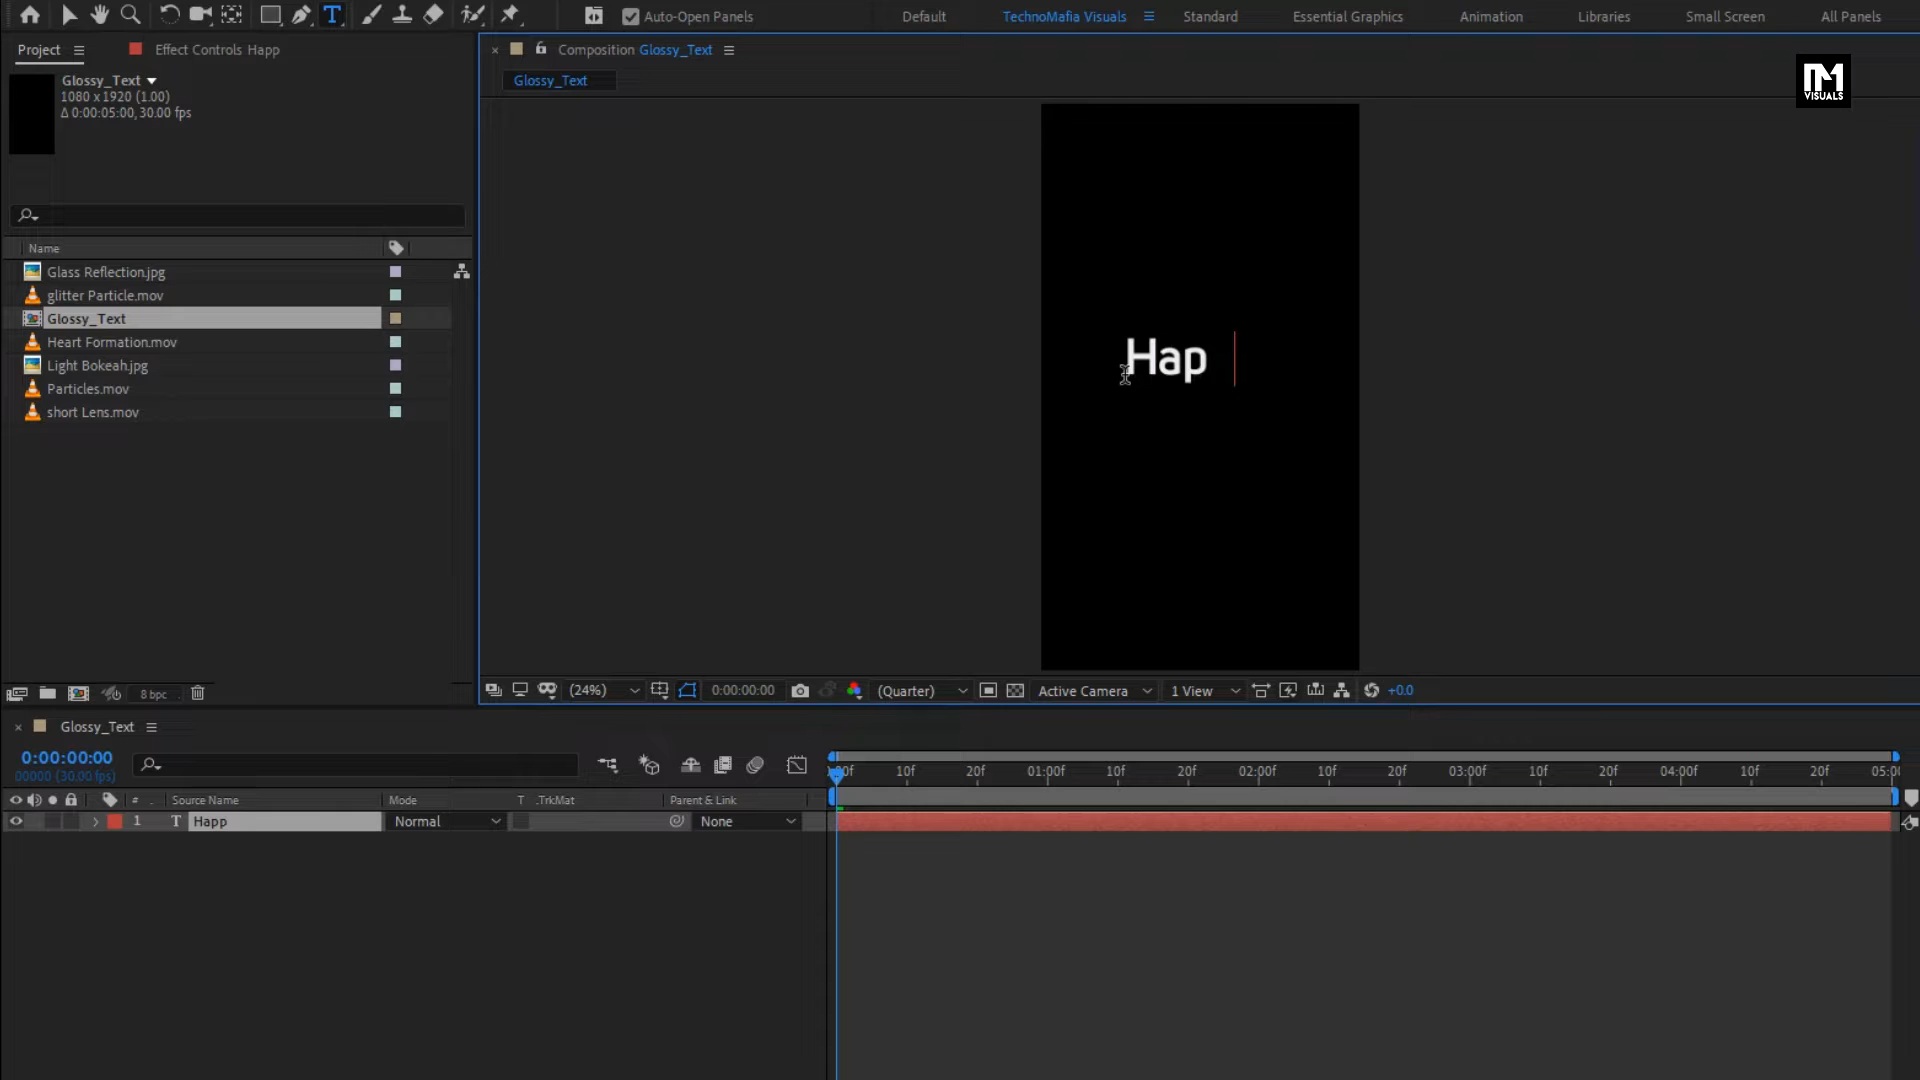 Auto-Open Panels
Default
TechnoMafia Visuals
Standard
Essential Graphics
Animation
Libraries
Small Screen
All Panels
Project
Effect Controls Happ
Composition Glossy_Text
Glossy_Text
1080 x 1920 (1.00)
Δ 0:00:05:00, 30.00 fps
Glossy_Text
VISUALS
Name
Glass Reflection.jpg
glitter Particle.mov
Glossy_Text
Heart Formation.mov
Light Bokeah.jpg
Particles.mov
short Lens.mov
Hap
8 bpc
(24%)
0:00:00:00
(Quarter)
Active Camera
1 View
+0.0
Glossy_Text
0:00:00:00
00000 (30.00 fps)
10f 20f 01:00f 10f 20f 02:00f 10f 20f 03:00f 10f 20f 04:00f 10f 20f
# Source Name Mode T .TrkMat Parent & Link
1 T Happ Normal None